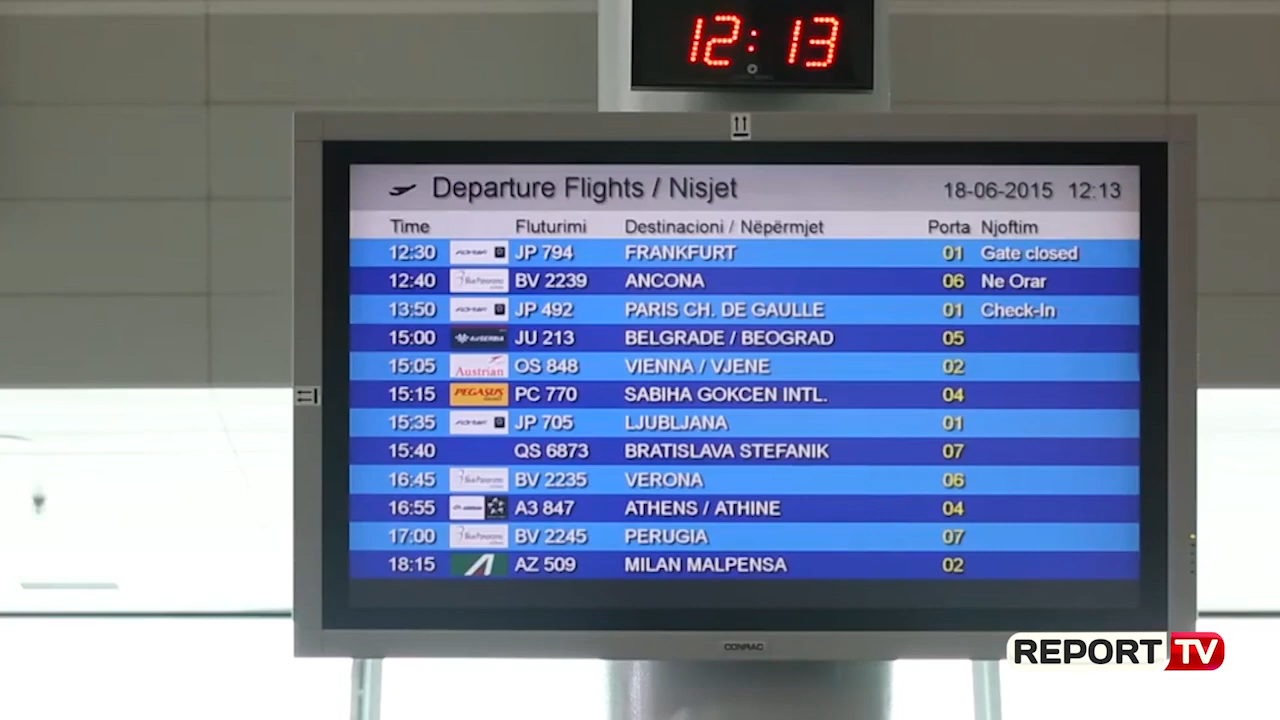 12:13
Departure Flights / Nisjet 18-06-2015 12:13
Time Fluturimi Destinacioni / Nëpërmjet Porta Njoftim
12:30 JP 794 FRANKFURT 01 Gate closed
12:40 BV 2239 ANCONA 06 Ne Orar
13:50 JP 492 PARIS CH. DE GAULLE 01 Check-In
15:00 AIRSERBIA JU 213 BELGRADE / BEOGRAD 05
15:05 Austrian OS 848 VIENNA / VJENE 02
15:15 PEGASUS PC 770 SABIHA GOKCEN INTL. 04
15:35 JP 705 LJUBLJANA 01
15:40 QS 6873 BRATISLAVA STEFANIK 07
16:45 BV 2235 VERONA 06
16:55 A3 847 ATHENS / ATHINE 04
17:00 BV 2245 PERUGIA 07
18:15 AZ 509 MILAN MALPENSA 02
CONRAC
REPORT TV